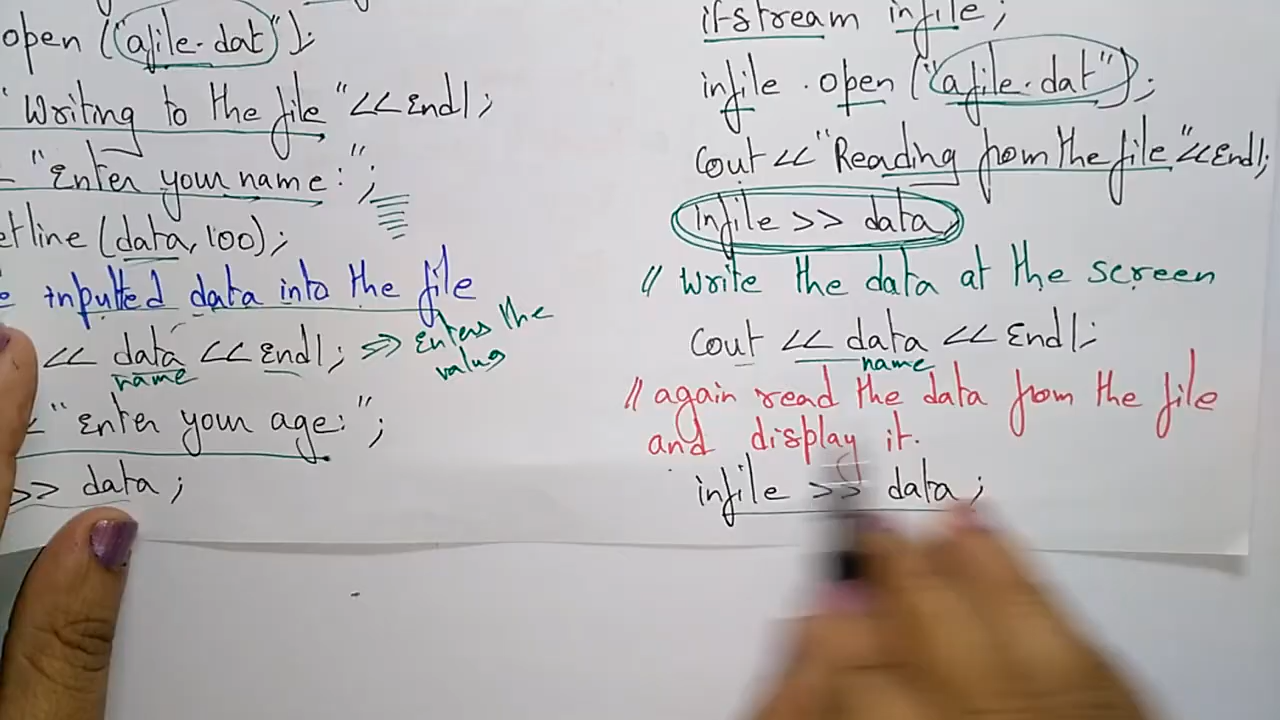 open ("afile.dat");
"Writing to the file" << Endl;
"Enter your name:";
etline (data, 100);
inputted data into the file
<< data << Endl; => Enters the value
name
<< "Enter your age:";
>> data;
ifstream infile;
infile.open ("afile.dat");
Cout << "Reading from the file" << Endl;
infile >> data;
// Write the data at the screen
Cout << data << Endl;
name
// again read the data from the file
and display it.
infile >> data;